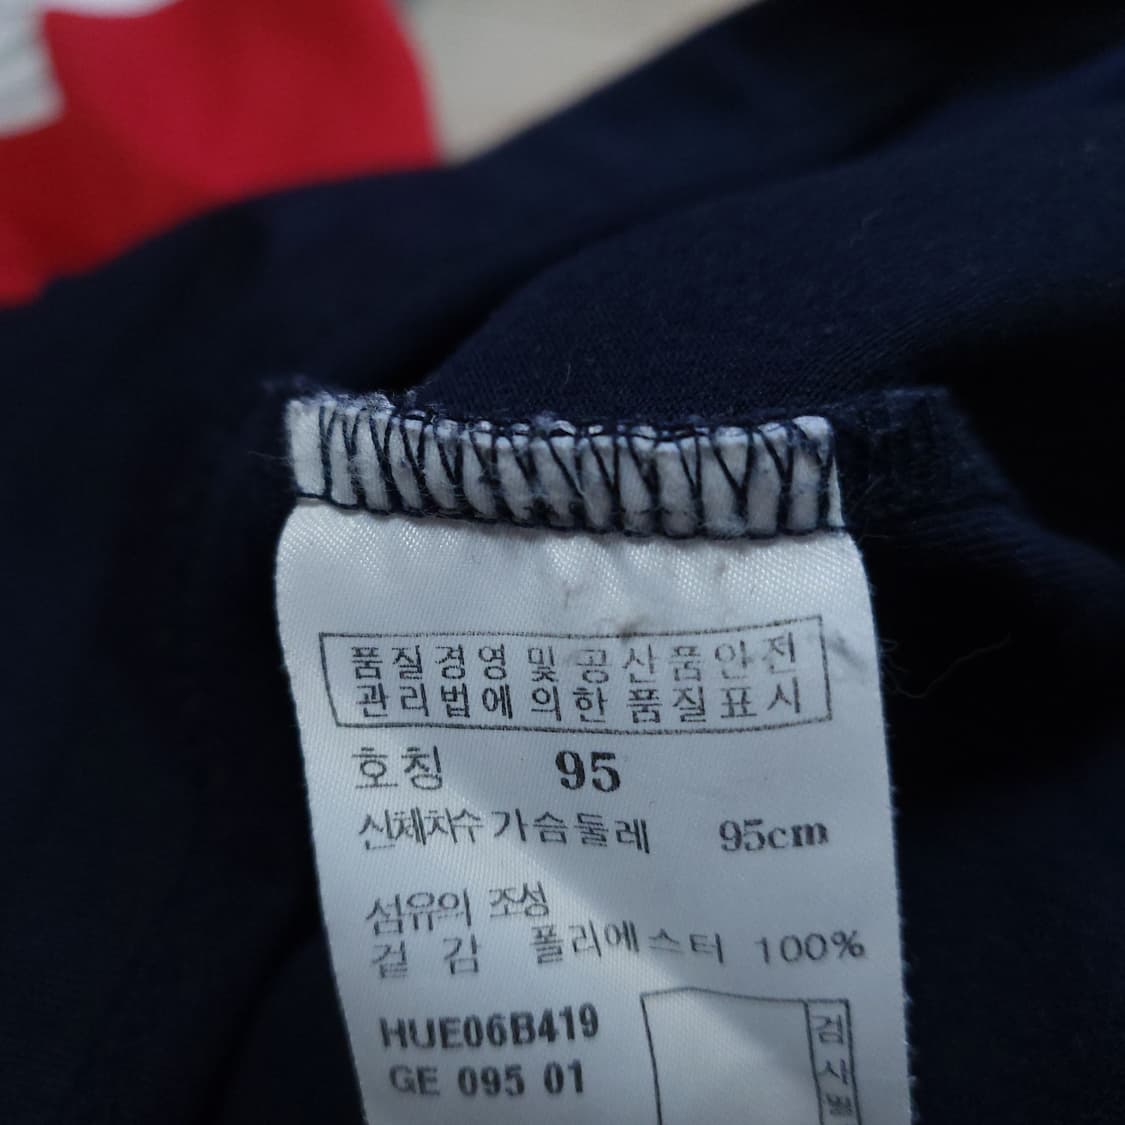 품질경영 및 공산품안전
관리법에 의한 품질표시
호칭 95
신체치수 가슴둘레 95cm
섬유의 조성
겉감 폴리에스터 100%
HUE06B419
GE 095 01
검사